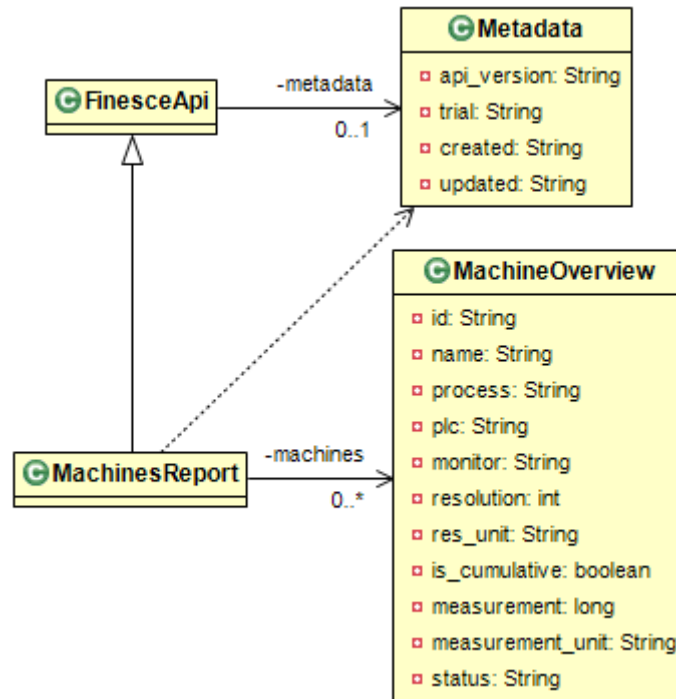 Metadata
api_version: String
trial: String
created: String
updated: String
FinesceApi
-metadata
0..1
MachineOverview
id: String
name: String
process: String
plc: String
monitor: String
resolution: int
res_unit: String
is_cumulative: boolean
measurement: long
measurement_unit: String
status: String
MachinesReport
-machines
0..*